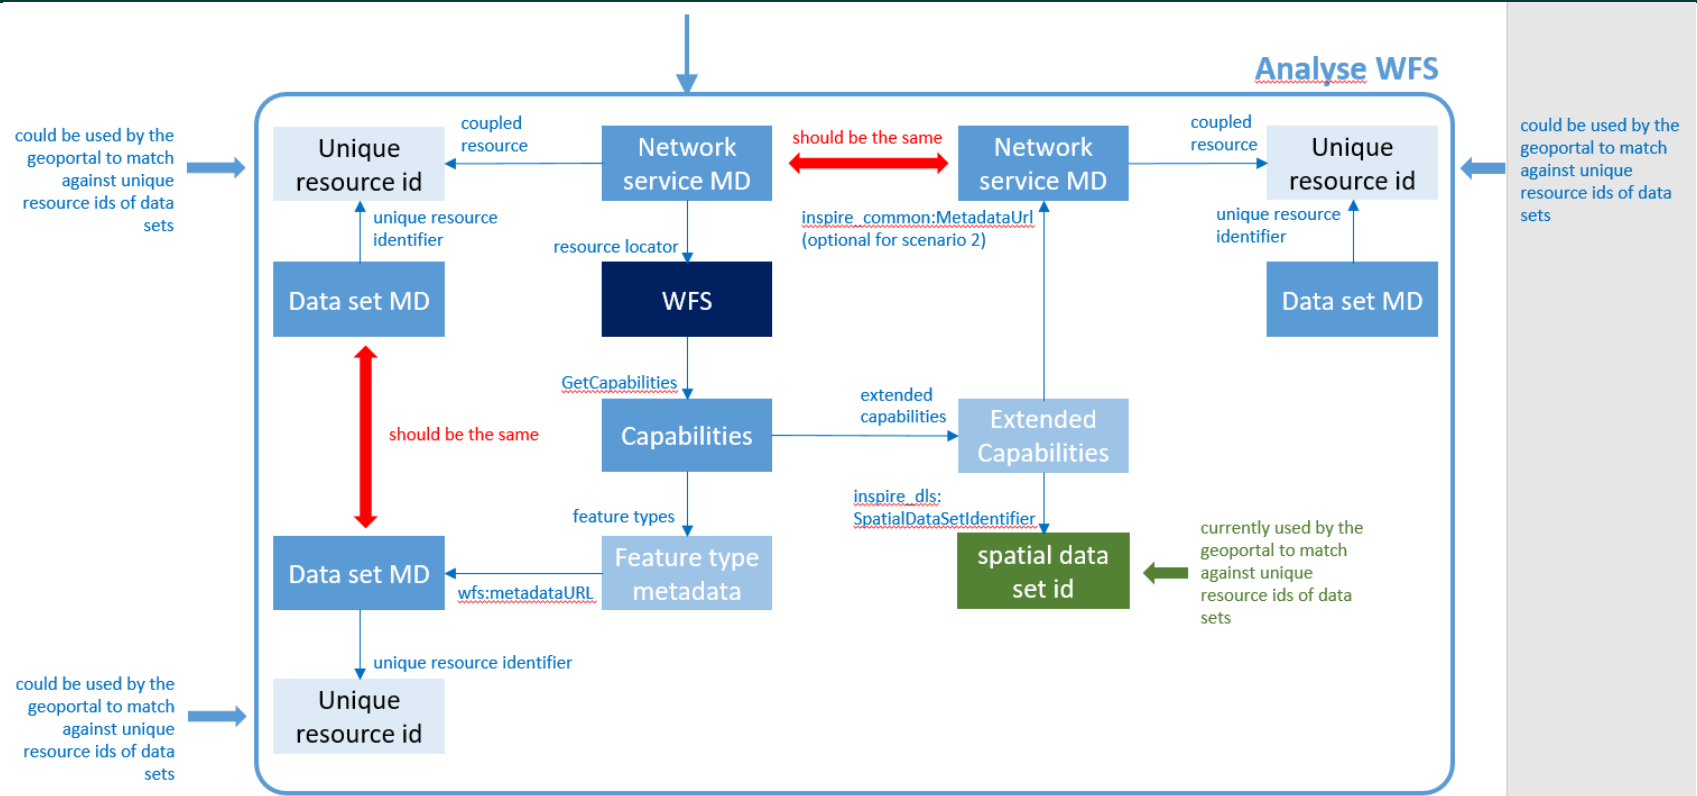 Analyse WFS
could be used by the
geoportal to match
against unique
resource ids of data
sets
Unique
resource id
coupled
resource
Network
service MD
should be the same
Network
service MD
coupled
resource
Unique
resource id
could be used by the
geoportal to match
against unique
resource ids of data
sets
unique resource
identifier
resource locator
inspire_common:MetadataUrl
(optional for scenario 2)
unique resource
identifier
Data set MD
WFS
Data set MD
GetCapabilities
extended
capabilities
should be the same
Capabilities
Extended
Capabilities
feature types
inspire_dls:
SpatialDataSetIdentifier
Data set MD
wfs:metadataURL
Feature type
metadata
spatial data
set id
currently used by the
geoportal to match
against unique
resource ids of data
sets
unique resource identifier
could be used by the
geoportal to match
against unique
resource ids of data
sets
Unique
resource id